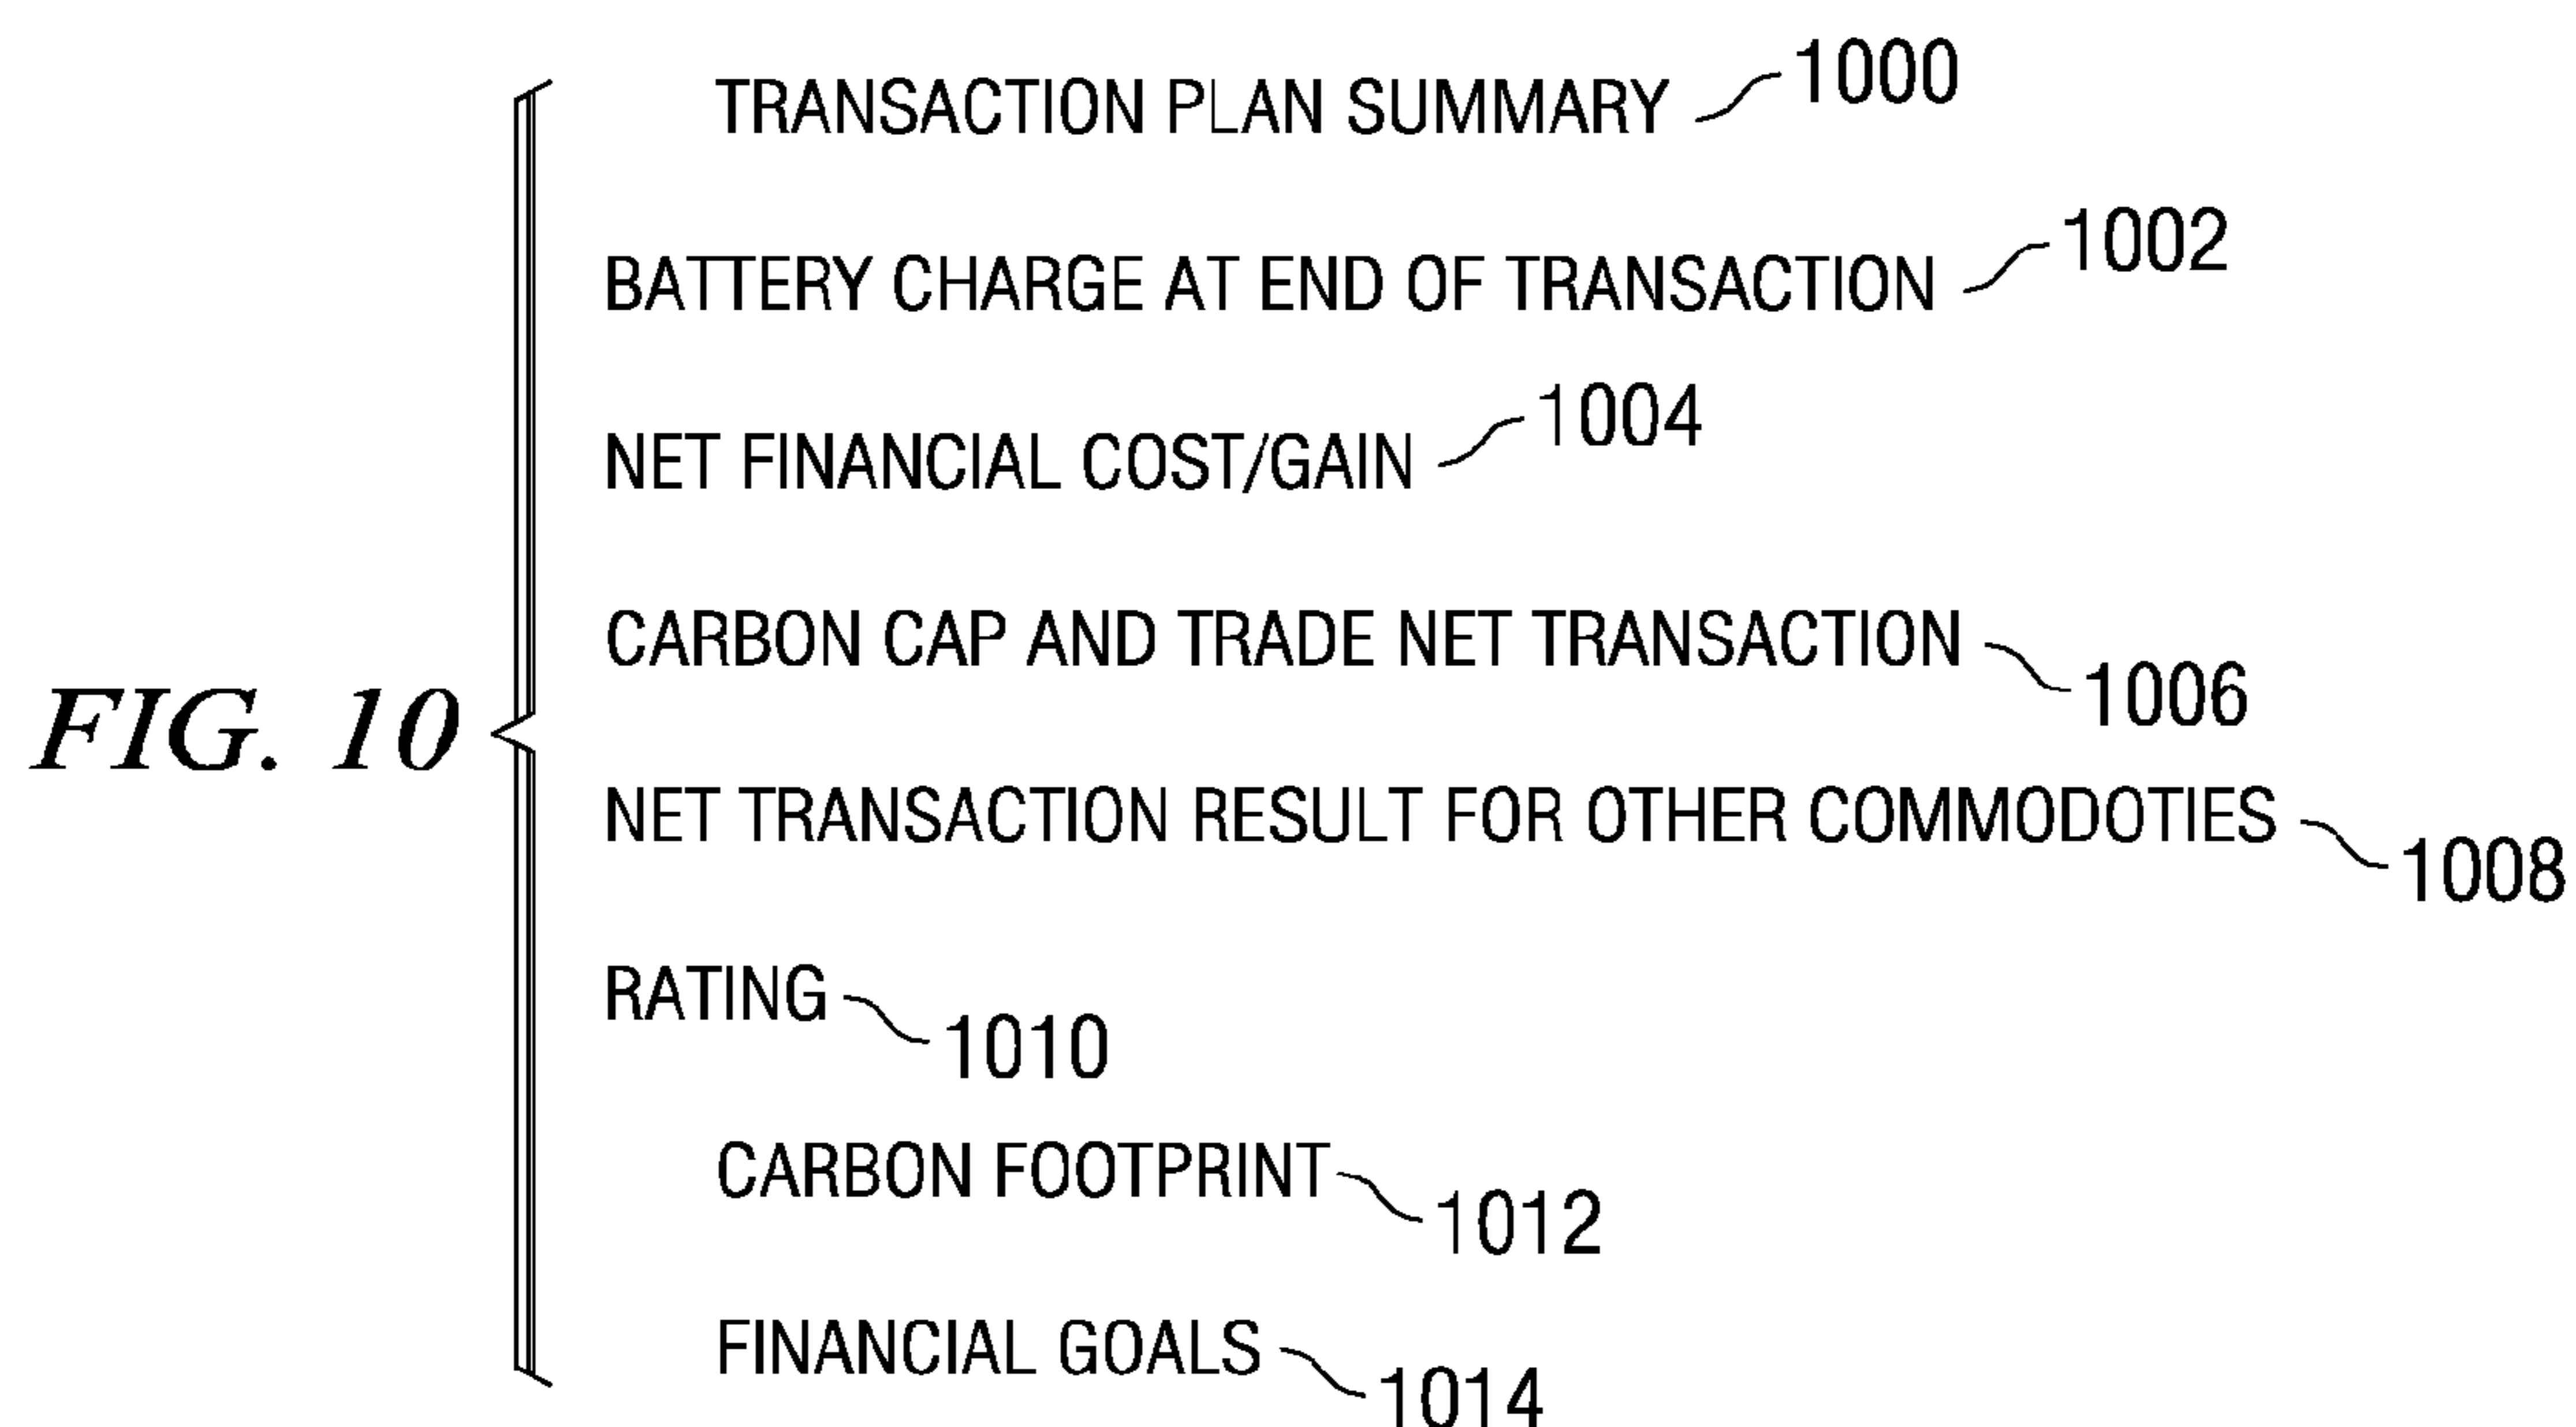 TRANSACTION PLAN SUMMARY 1000
BATTERY CHARGE AT END OF TRANSACTION 1002
NET FINANCIAL COST/GAIN 1004
CARBON CAP AND TRADE NET TRANSACTION 1006
FIG. 10
NET TRANSACTION RESULT FOR OTHER COMMODOTIES 1008
RATING 1010
CARBON FOOTPRINT 1012
FINANCIAL GOALS 1014